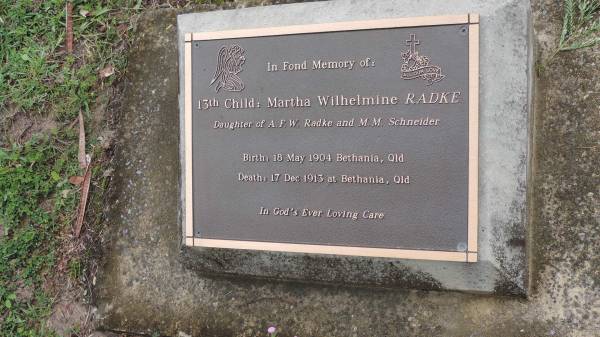 In Fond Memory of:
13th Child: Martha Wilhelmine RADKE
Daughter of A.F.W. Radke and M.M. Schneider
Birth: 18 May 1904 Bethania, Qld
Death: 17 Dec 1913 at Bethania, Qld
In God's Ever Loving Care